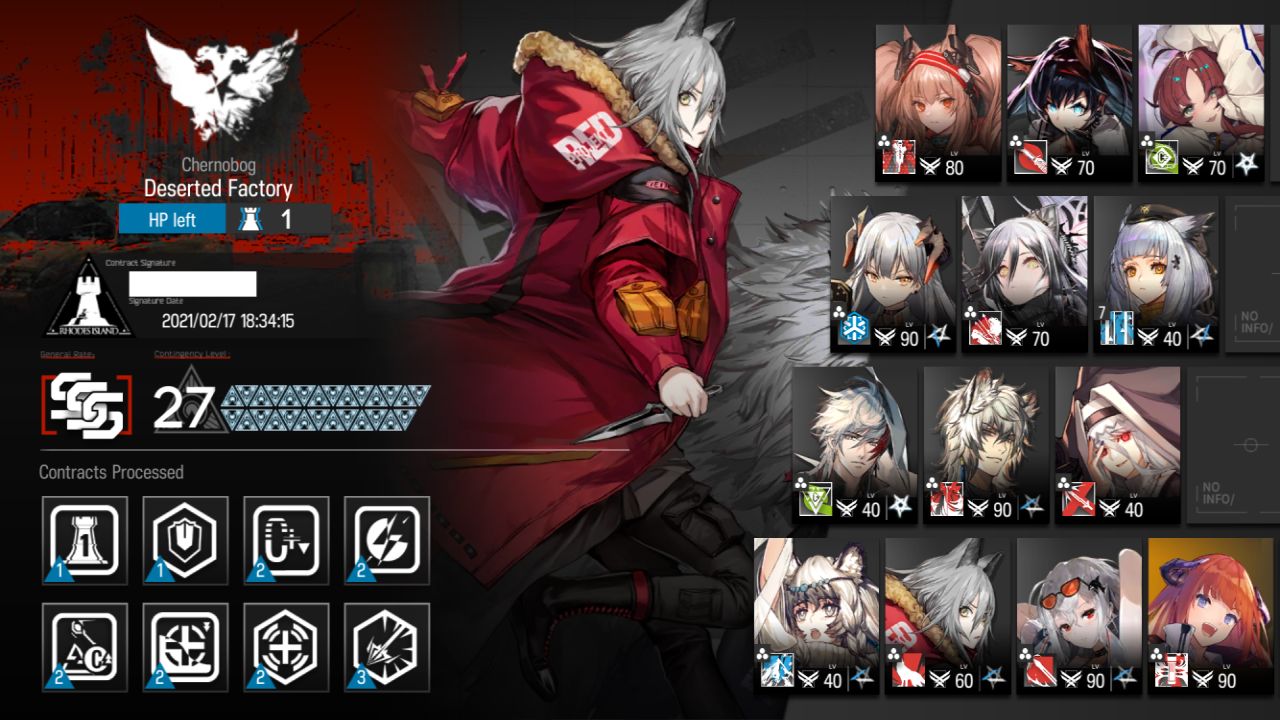 Chernobog
Deserted Factory
HP left 1
Contract Signature
Signature Date
2021/02/17 18:34:15
RHODES ISLAND
General Rate:
Contingency Level:
27
Contracts Processed
1
1 1 2 2
2 2 2 3
PROJEKT
RED
LV 80 LV 70 LV 70
LV 90 LV 70 7 LV 40
NO
INFO/
LV 40 LV 90 LV 40
NO
INFO/
LV 40 LV 60 LV 90 LV 90